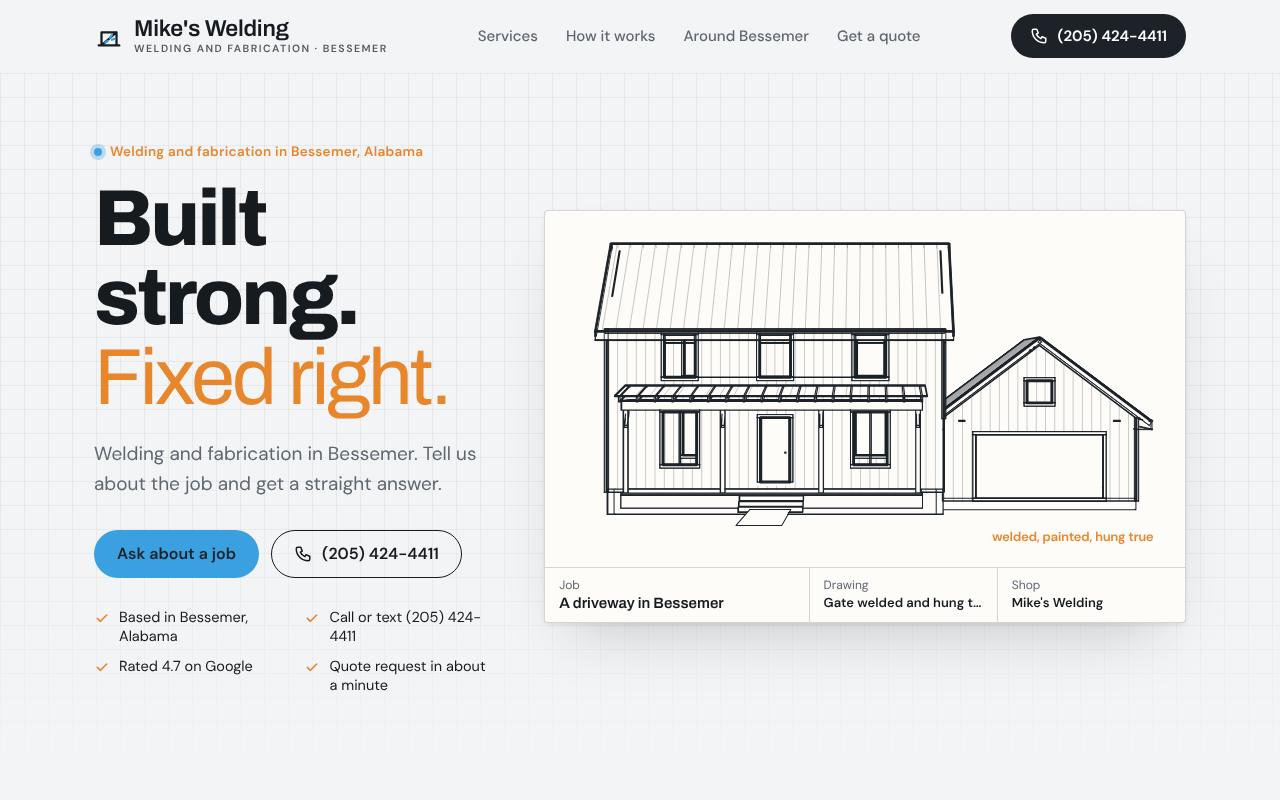 Mike's Welding
WELDING AND FABRICATION · BESSEMER
Services
How it works
Around Bessemer
Get a quote
(205) 424-4411
Welding and fabrication in Bessemer, Alabama
Built
strong.
Fixed right.
Welding and fabrication in Bessemer. Tell us
about the job and get a straight answer.
Ask about a job
(205) 424-4411
Based in Bessemer,
Alabama
Call or text (205) 424-
4411
Rated 4.7 on Google
Quote request in about
a minute
welded, painted, hung true
Job
A driveway in Bessemer
Drawing
Gate welded and hung t...
Shop
Mike's Welding